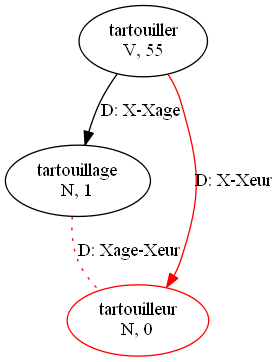 tartouiller
V, 55
D: X-Xage
tartouillage
N, 1
D: X-Xeur
D: Xage-Xeur
tartouilleur
N, 0